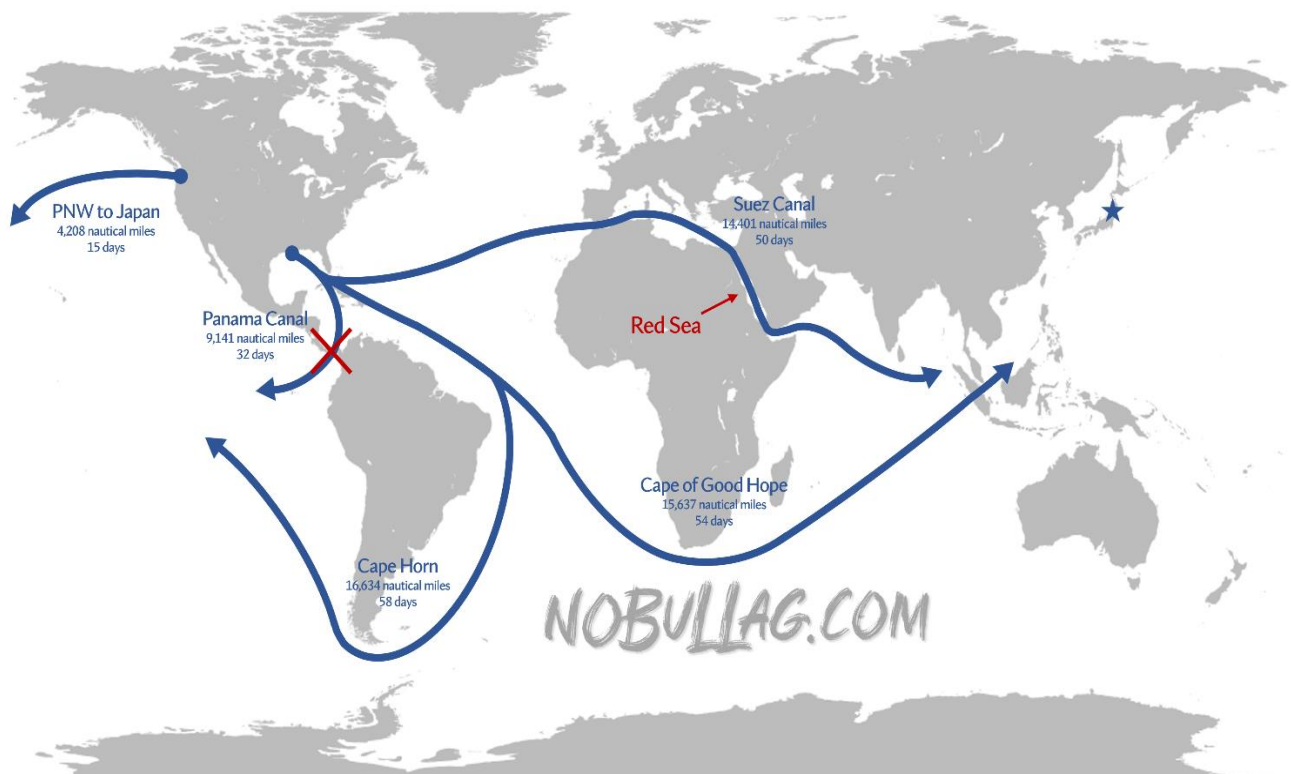 PNW to Japan
4,208 nautical miles
15 days
Suez Canal
14,401 nautical miles
50 days
Panama Canal
9,141 nautical miles
32 days
Red Sea
Cape of Good Hope
15,637 nautical miles
54 days
Cape Horn
16,634 nautical miles
58 days
NOBULLAG.COM